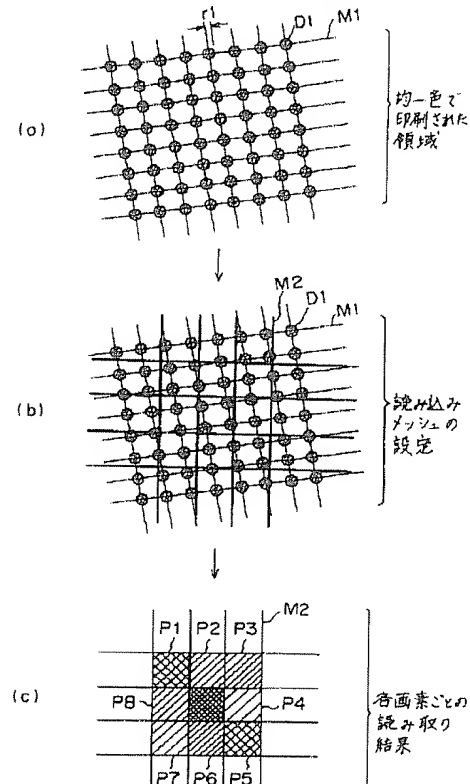 r1
D1
M1
(a)
均一色で
印刷された
領域
M2
D1
M1
(b)
読み込み
メッシュの
設定
M2
P1 P2 P3
(c)
P8
P4
P7 P6 P5
各画素ごとの
読み取り
結果